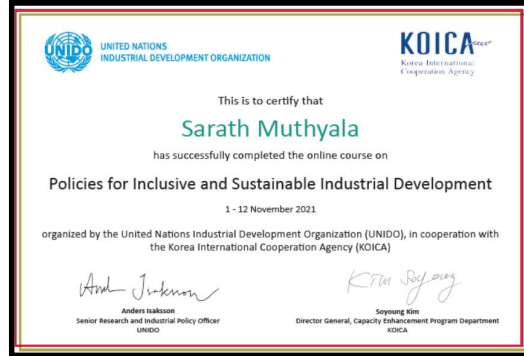 UNIDO
UNITED NATIONS
INDUSTRIAL DEVELOPMENT ORGANIZATION
KOICA
Korea International
Cooperation Agency
This is to certify that
Sarath Muthyala
has successfully completed the online course on
Policies for Inclusive and Sustainable Industrial Development
1 - 12 November 2021
organized by the United Nations Industrial Development Organization (UNIDO), in cooperation with
the Korea International Cooperation Agency (KOICA)
Kim Soyoung
Anders Isaksson
Senior Research and Industrial Policy Officer
UNIDO
Soyoung Kim
Director General, Capacity Enhancement Program Department
KOICA